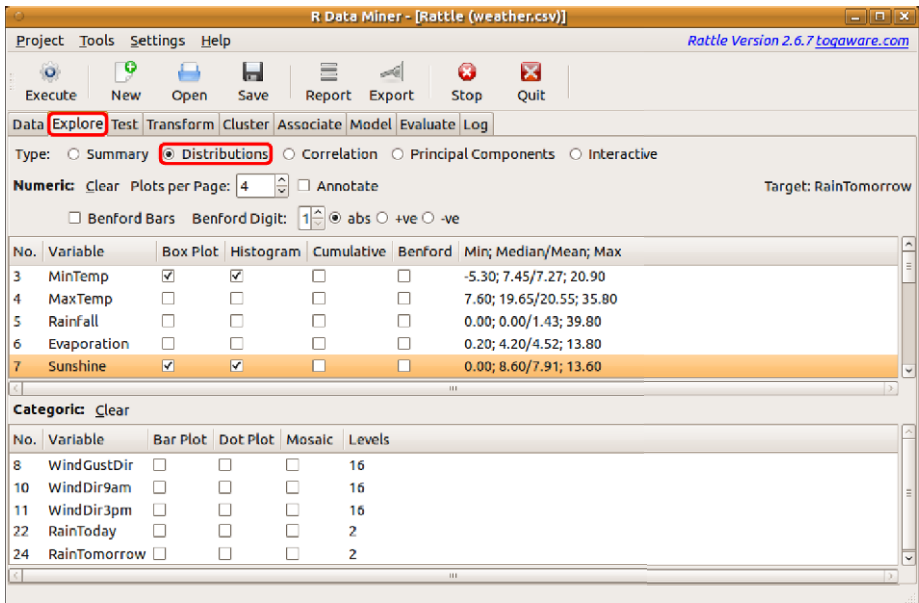 R Data Miner - [Rattle (weather.csv)]
Project Tools Settings Help Rattle Version 2.6.7 togaware.com
Execute New Open Save Report Export Stop Quit
Data Explore Test Transform Cluster Associate Model Evaluate Log
Type: Summary Distributions Correlation Principal Components Interactive
Numeric: Clear Plots per Page: 4 Annotate Target: RainTomorrow
Benford Bars Benford Digit: 1 abs +ve -ve
No. Variable Box Plot Histogram Cumulative Benford Min; Median/Mean; Max
3 MinTemp -5.30; 7.45/7.27; 20.90
4 MaxTemp 7.60; 19.65/20.55; 35.80
5 Rainfall 0.00; 0.00/1.43; 39.80
6 Evaporation 0.20; 4.20/4.52; 13.80
7 Sunshine 0.00; 8.60/7.91; 13.60
Categoric: Clear
No. Variable Bar Plot Dot Plot Mosaic Levels
8 WindGustDir 16
10 WindDir9am 16
11 WindDir3pm 16
22 RainToday 2
24 RainTomorrow 2